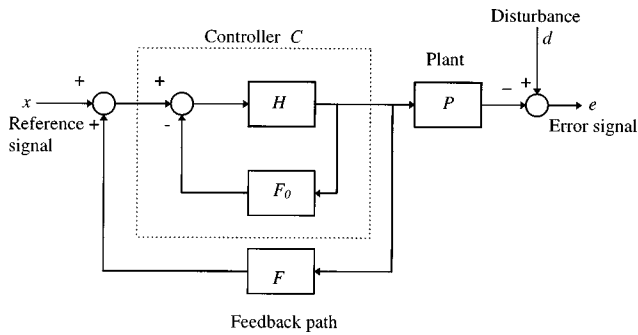 Disturbance
d
Controller C
Plant
+
+
H
P
−
+
x
e
Reference
signal
+
-
Error signal
F0
F
Feedback path